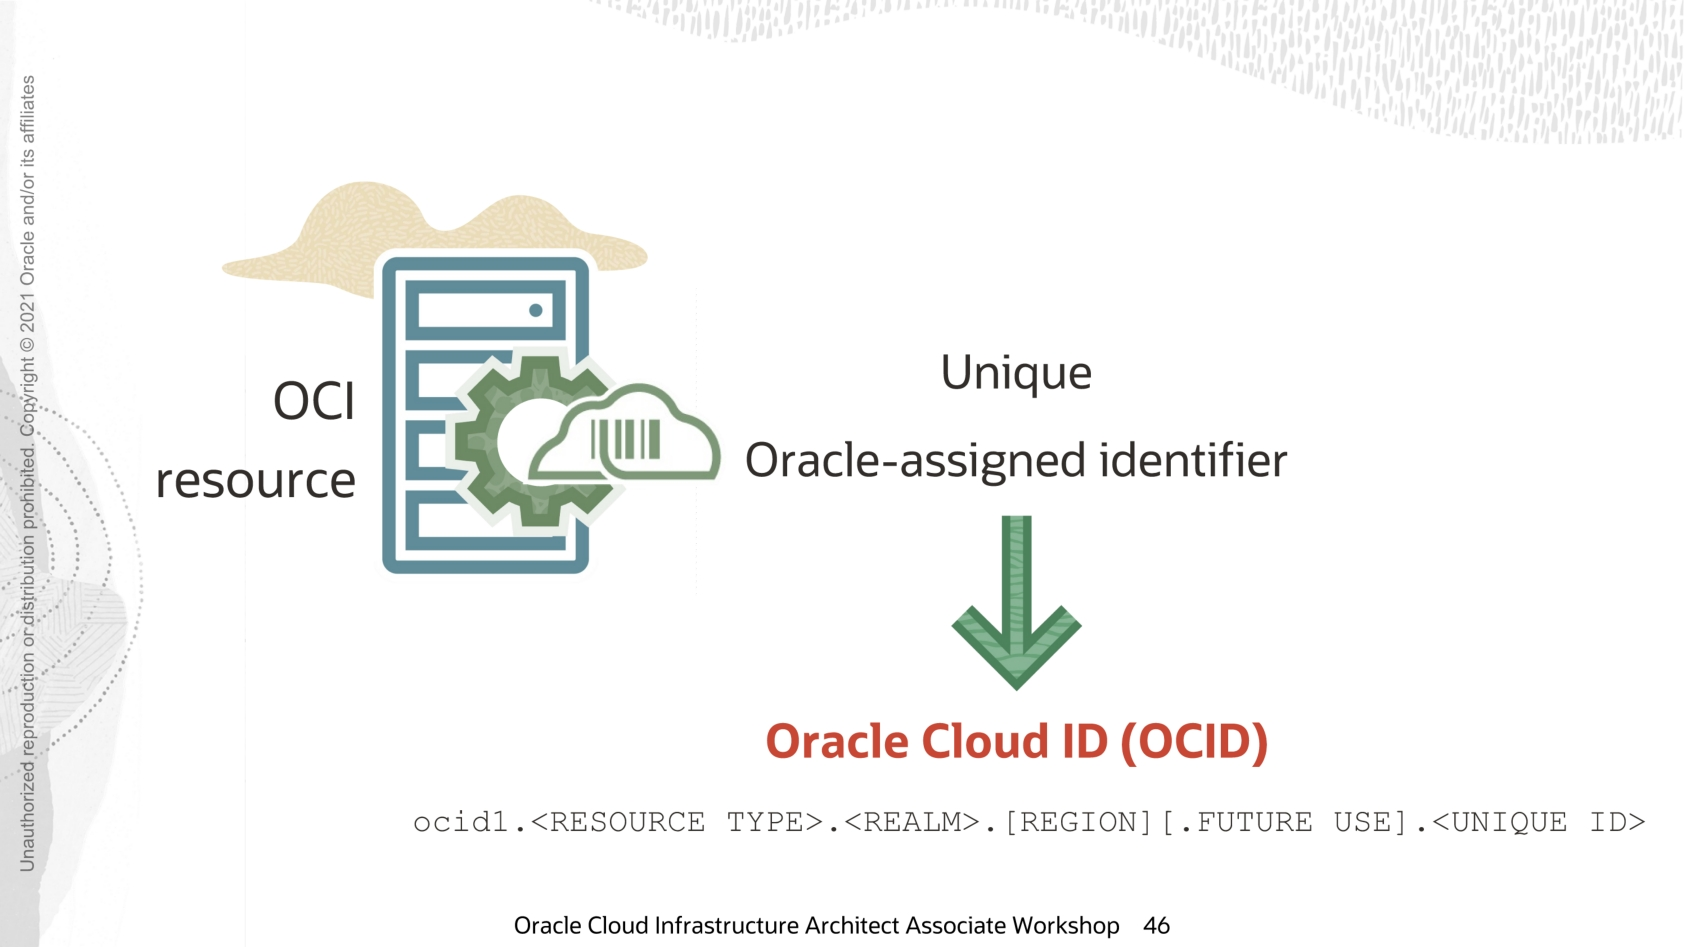 Unauthorized reproduction or distribution prohibited. Copyright © 2021 Oracle and/or its affiliates
OCI
resource
Unique
Oracle-assigned identifier
Oracle Cloud ID (OCID)
ocid1.<RESOURCE TYPE>.<REALM>.[REGION][.FUTURE USE].<UNIQUE ID>
Oracle Cloud Infrastructure Architect Associate Workshop 46